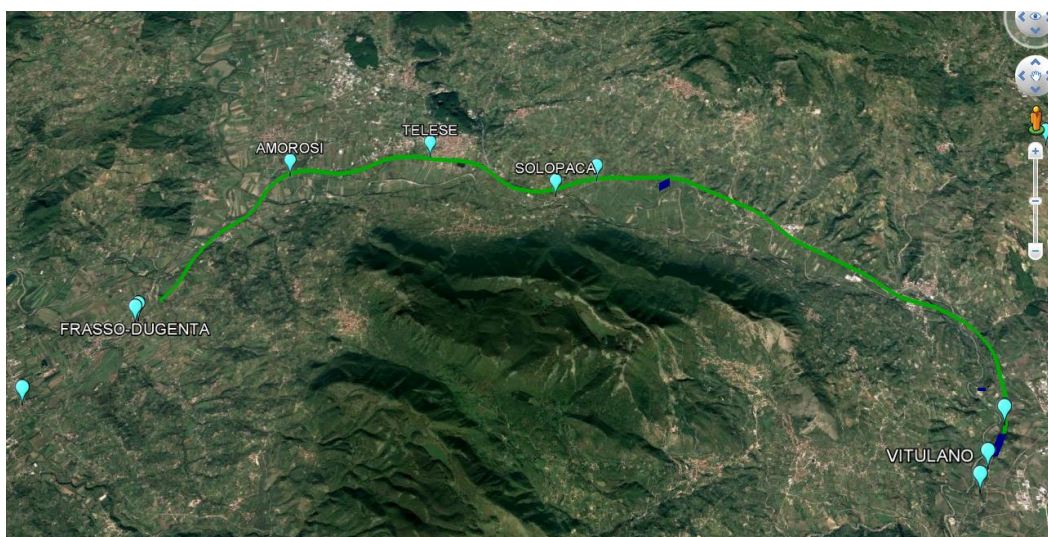 TELESE
AMOROSI
SOLOPACA
FRASSO-DUGENTA
VITULANO